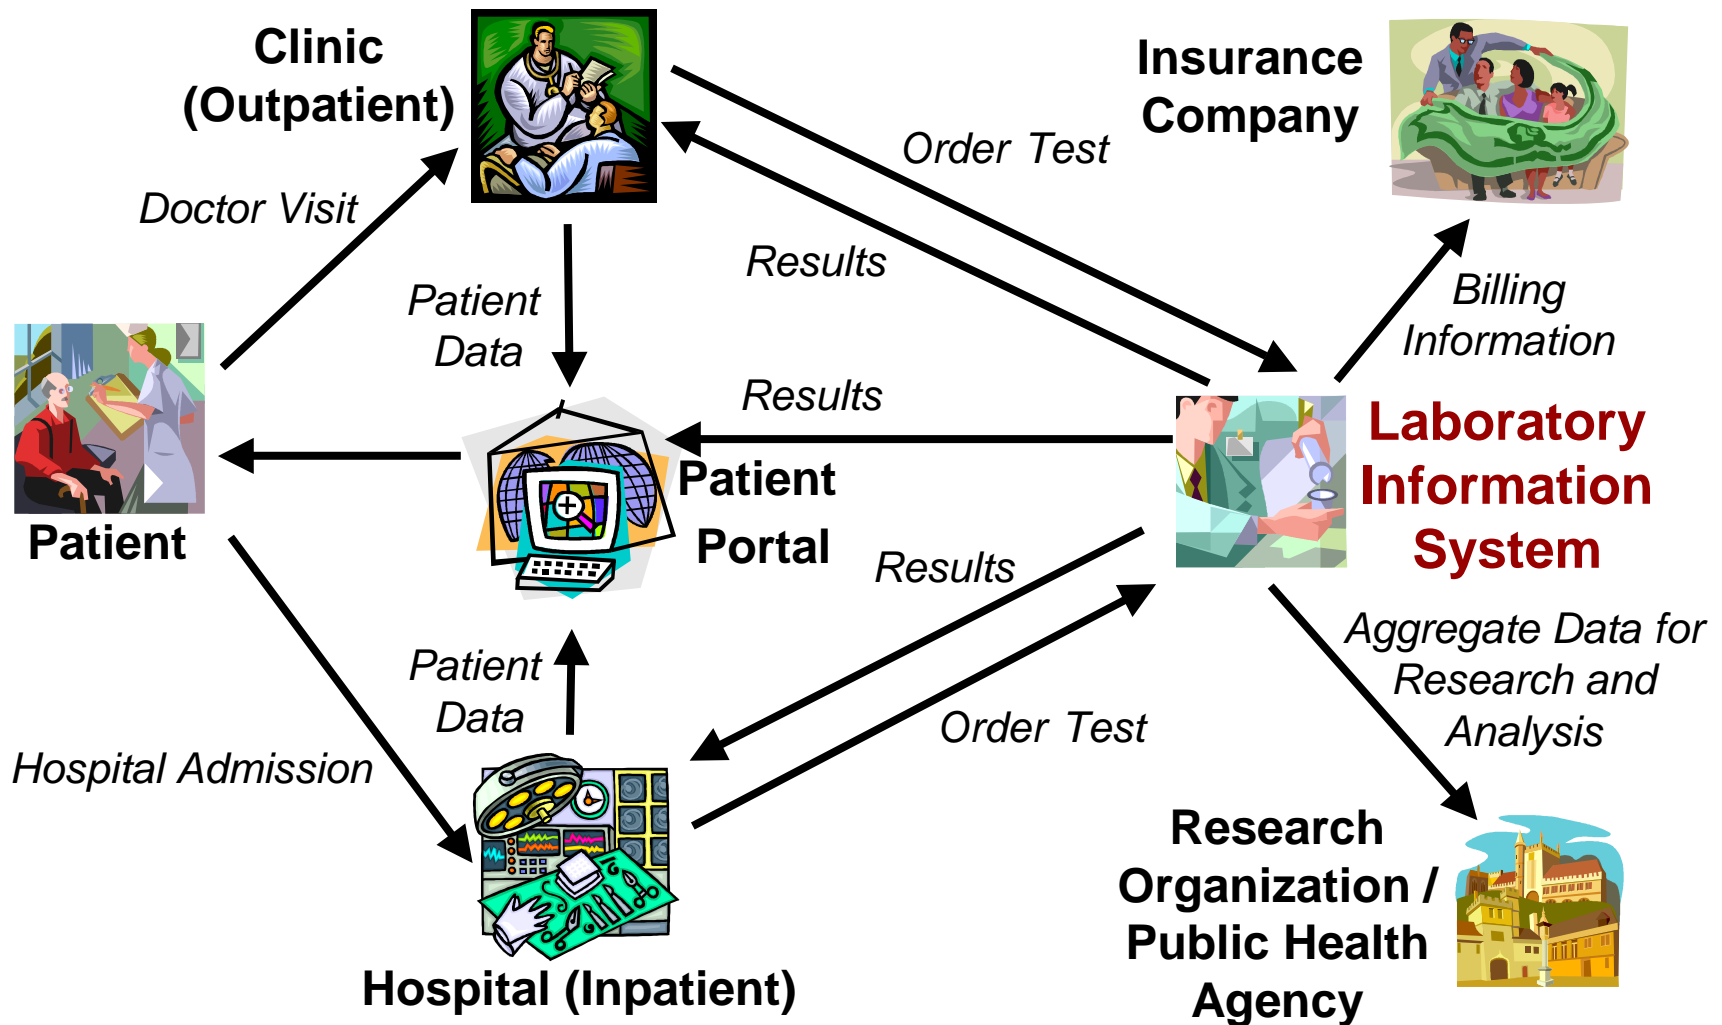 Clinic
(Outpatient)
Insurance
Company
Order Test
Doctor Visit
Results
Patient
Data
Billing
Information
Results
Laboratory
Information
System
Patient
Portal
Patient
Results
Aggregate Data for
Research and
Analysis
Patient
Data
Order Test
Hospital Admission
Research
Organization /
Public Health
Agency
Hospital (Inpatient)